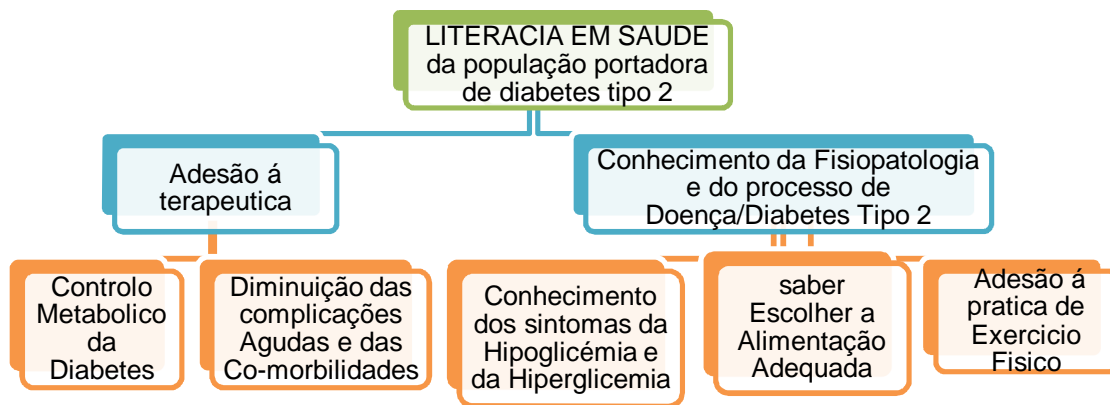 LITERACIA EM SAUDE
da população portadora
de diabetes tipo 2
Adesão á
terapeutica
Conhecimento da Fisiopatologia
e do processo de
Doença/Diabetes Tipo 2
Controlo
Metabolico
da
Diabetes
Diminuição das
complicações
Agudas e das
Co-morbilidades
Conhecimento
dos sintomas da
Hipoglicémia e
da Hiperglicemia
saber
Escolher a
Alimentação
Adequada
Adesão á
pratica de
Exercicio
Fisico